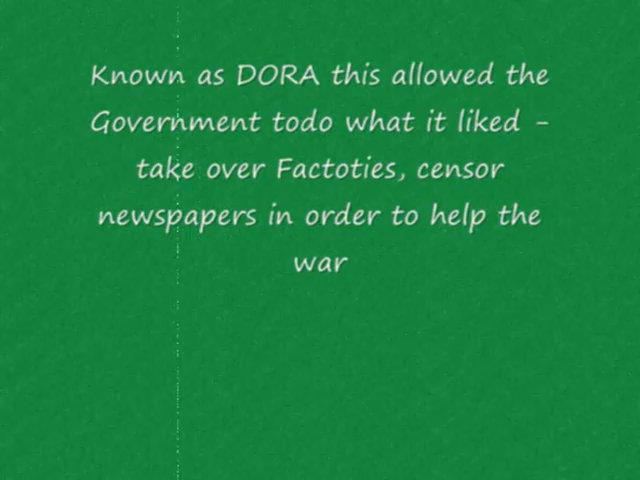 Known as DORA this allowed the
Government todo what it liked -
take over Factoties, censor
newspapers in order to help the
war